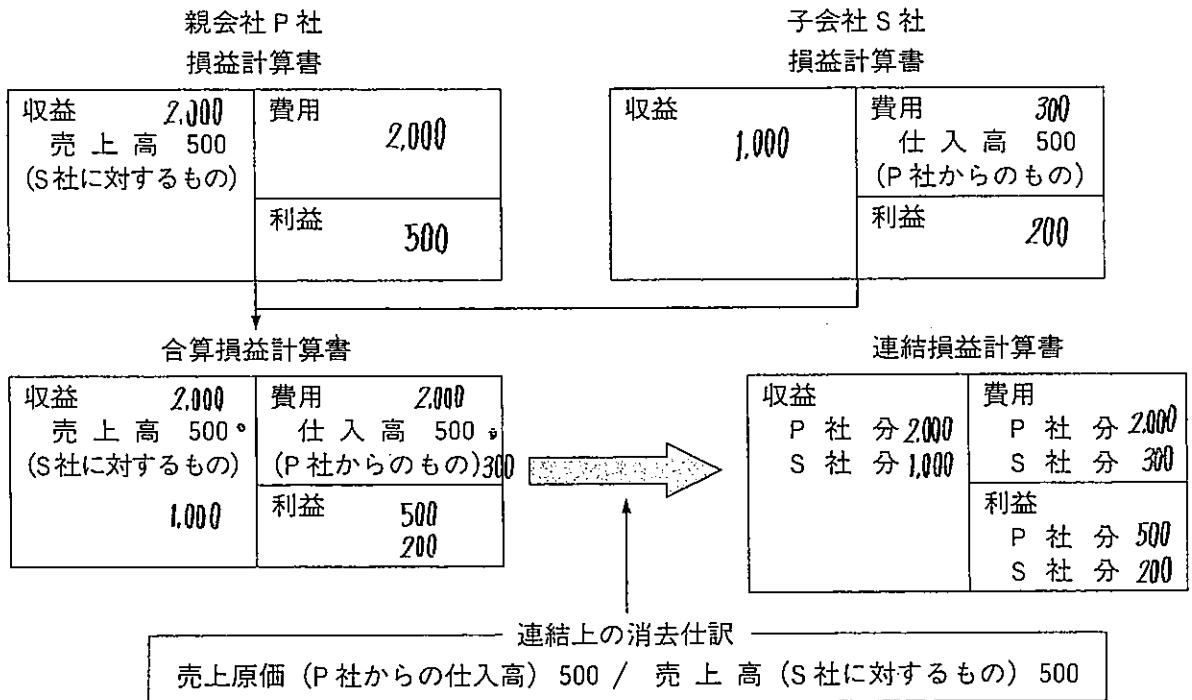 親会社P社
損益計算書
収益 2,000
売上高 500
(S社に対するもの)
費用
2,000
利益
500
子会社S社
損益計算書
収益
1,000
費用 300
仕入高 500
(P社からのもの)
利益
200
合算損益計算書
収益 2,000
売上高 500
(S社に対するもの)
1,000
費用 2,000
仕入高 500
(P社からのもの)300
利益 500
200
連結損益計算書
収益
P社分 2,000
S社分 1,000
費用
P社分 2,000
S社分 300
利益
P社分 500
S社分 200
連結上の消去仕訳
売上原価(P社からの仕入高) 500 / 売上高(S社に対するもの) 500